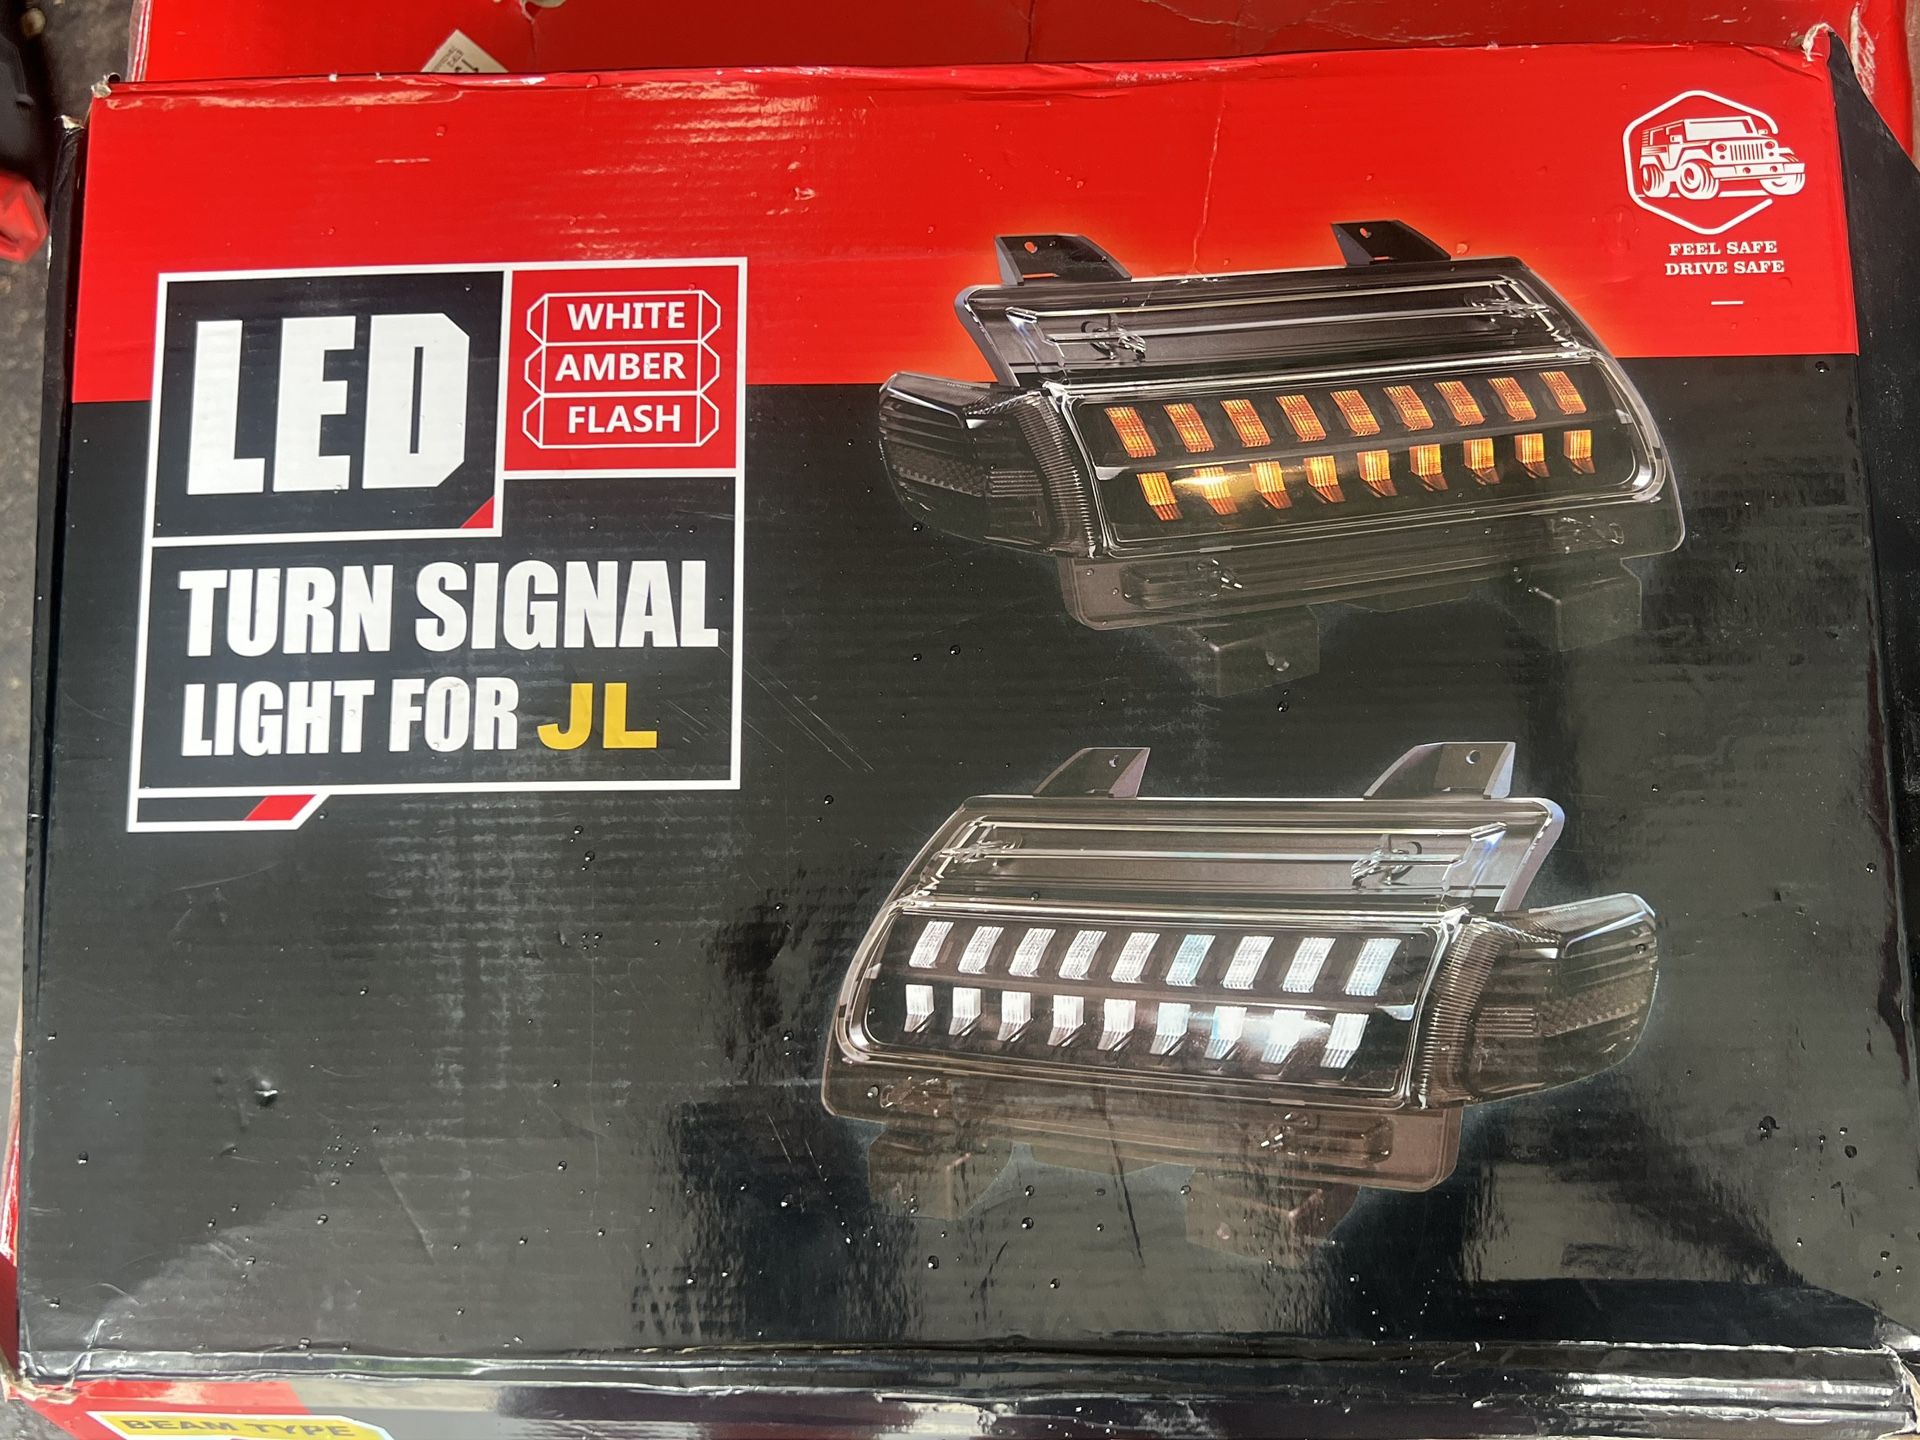 LED
WHITE
AMBER
FLASH
TURN SIGNAL
LIGHT FOR JL
FEEL SAFE
DRIVE SAFE
BEAM TYPE